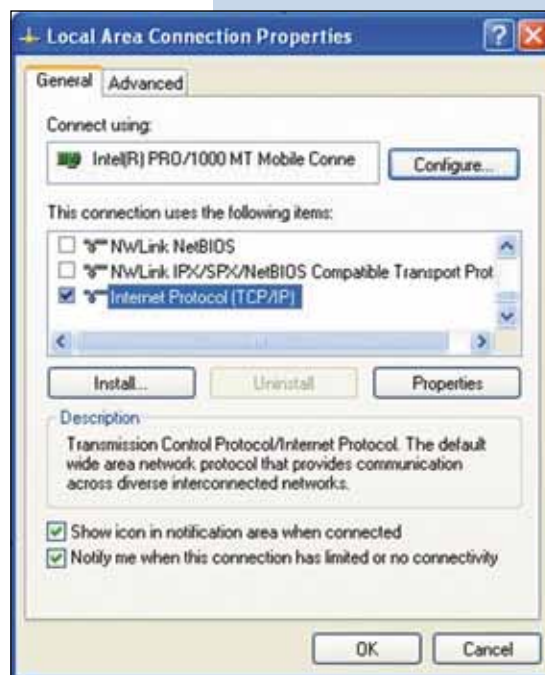 Local Area Connection Properties
General Advanced
Connect using:
Intel(R) PRO/1000 MT Mobile Conne
Configure...
This connection uses the following items:
NWLink NetBIOS
NWLink IPX/SPX/NetBIOS Compatible Transport Prot
Internet Protocol (TCP/IP)
Install... Uninstall Properties
Description
Transmission Control Protocol/Internet Protocol. The default
wide area network protocol that provides communication
across diverse interconnected networks.
Show icon in notification area when connected
Notify me when this connection has limited or no connectivity
OK Cancel